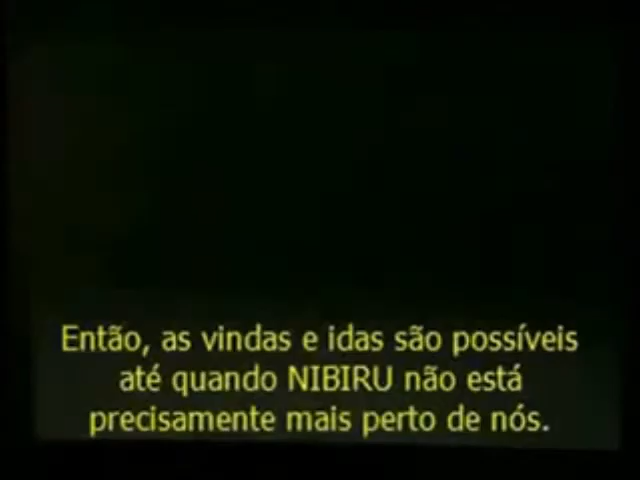 Então, as vindas e idas são possíveis
até quando NIBIRU não está
precisamente mais perto de nós.